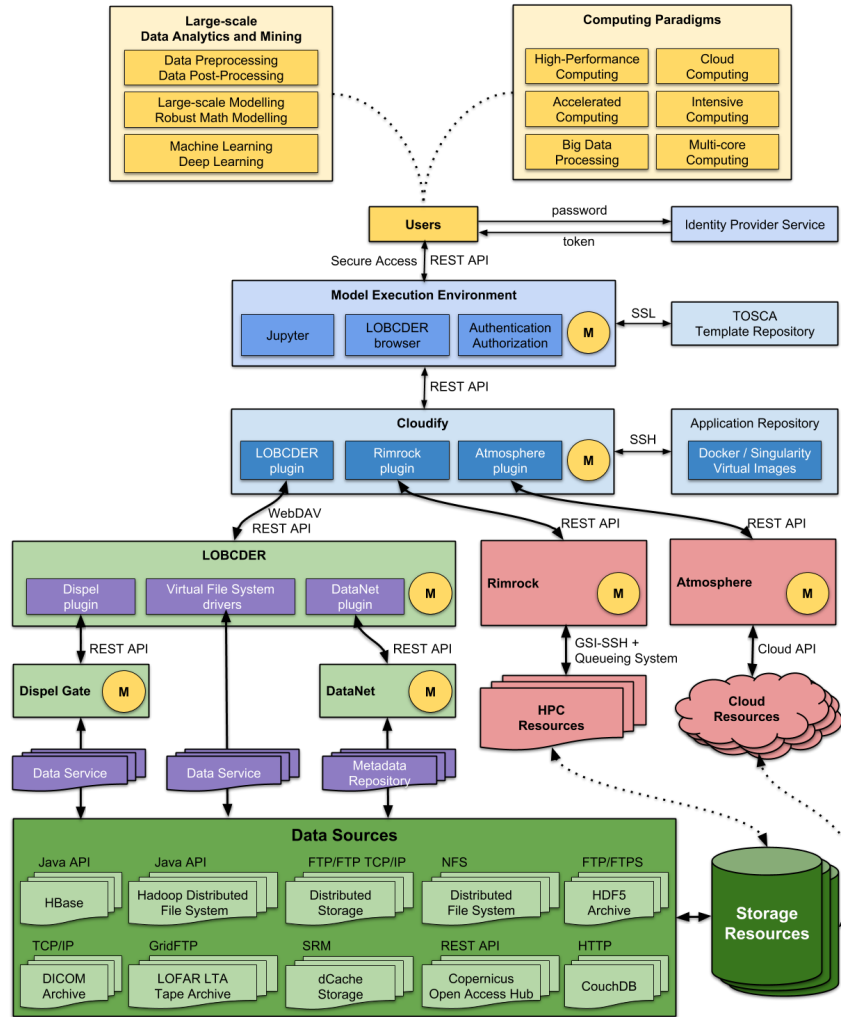 Large-scale
Data Analytics and Mining
Data Preprocessing
Data Post-Processing
Large-scale Modelling
Robust Math Modelling
Machine Learning
Deep Learning
Computing Paradigms
High-Performance
Computing
Cloud
Computing
Accelerated
Computing
Intensive
Computing
Big Data
Processing
Multi-core
Computing
Users
password
token
Identity Provider Service
Secure Access
REST API
Model Execution Environment
Jupyter
LOBCDER
browser
Authentication
Authorization
M
SSL
TOSCA
Template Repository
REST API
Cloudify
LOBCDER
plugin
Rimrock
plugin
Atmosphere
plugin
M
SSH
Application Repository
Docker / Singularity
Virtual Images
WebDAV
REST API
REST API
REST API
LOBCDER
Dispel
plugin
Virtual File System
drivers
DataNet
plugin
M
Rimrock
M
Atmosphere
M
REST API
REST API
GSI-SSH +
Queueing System
Cloud API
Dispel Gate
M
DataNet
M
HPC
Resources
Cloud
Resources
Data Service
Data Service
Metadata
Repository
Data Sources
Java API
HBase
Java API
Hadoop Distributed
File System
FTP/FTP TCP/IP
Distributed
Storage
NFS
Distributed
File System
FTP/FTPS
HDF5
Archive
TCP/IP
DICOM
Archive
GridFTP
LOFAR LTA
Tape Archive
SRM
dCache
Storage
REST API
Copernicus
Open Access Hub
HTTP
CouchDB
Storage
Resources